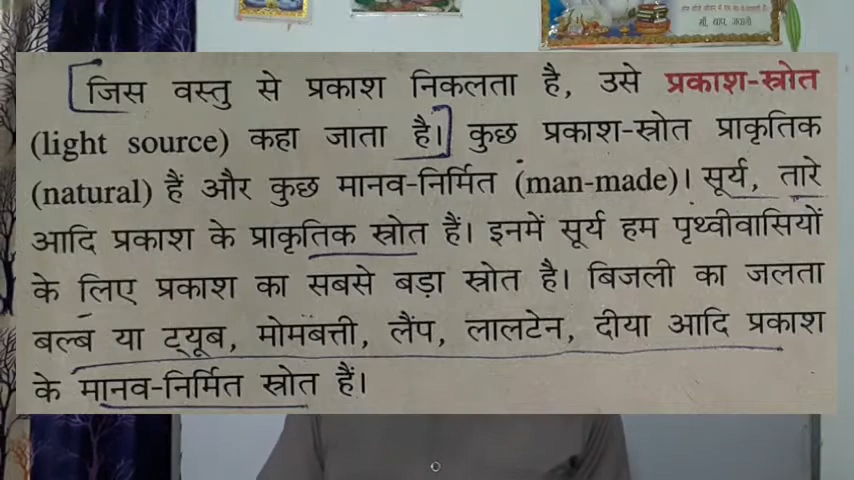 जिस वस्तु से प्रकाश निकलता है, उसे प्रकाश-स्रोत
(light source) कहा जाता है। कुछ प्रकाश-स्रोत प्राकृतिक
(natural) हैं और कुछ मानव-निर्मित (man-made)। सूर्य, तारे
आदि प्रकाश के प्राकृतिक स्रोत हैं। इनमें सूर्य हम पृथ्वीवासियों
के लिए प्रकाश का सबसे बड़ा स्रोत है। बिजली का जलता
बल्ब या ट्यूब, मोमबत्ती, लैंप, लालटेन, दीया आदि प्रकाश
के मानव-निर्मित स्रोत हैं।